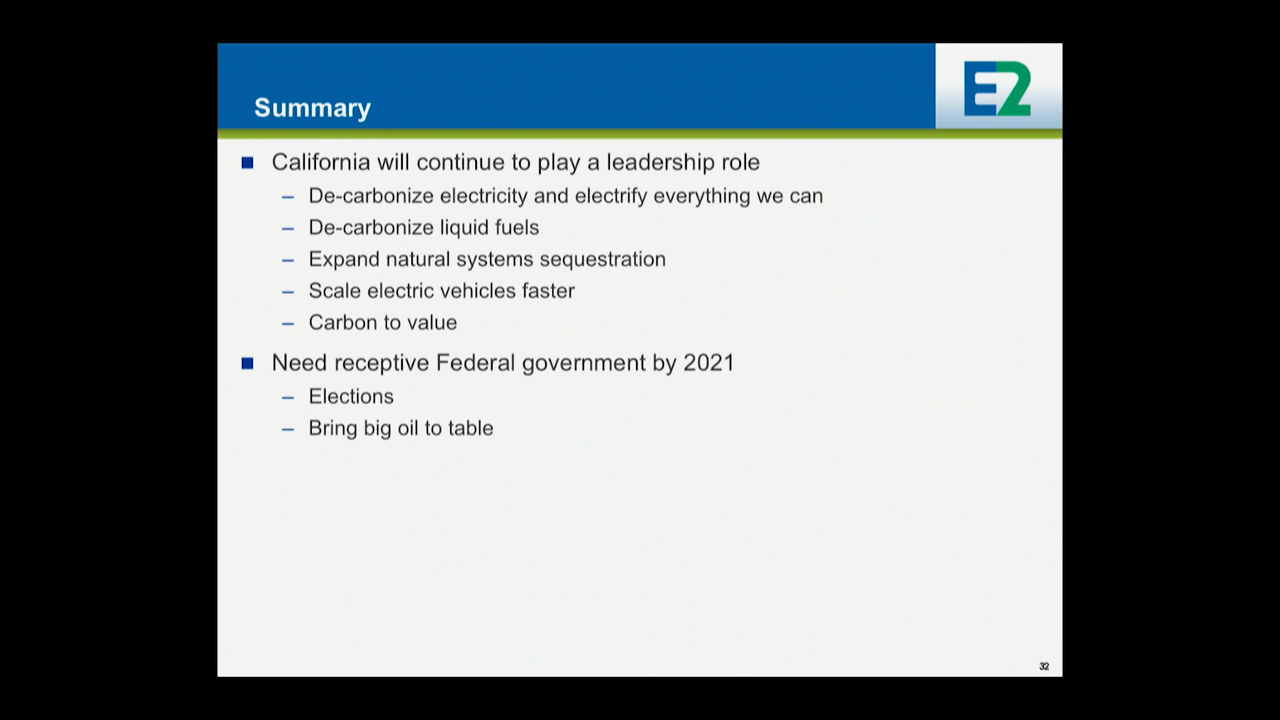 Summary
E2
■ California will continue to play a leadership role
– De-carbonize electricity and electrify everything we can
– De-carbonize liquid fuels
– Expand natural systems sequestration
– Scale electric vehicles faster
– Carbon to value
■ Need receptive Federal government by 2021
– Elections
– Bring big oil to table
32